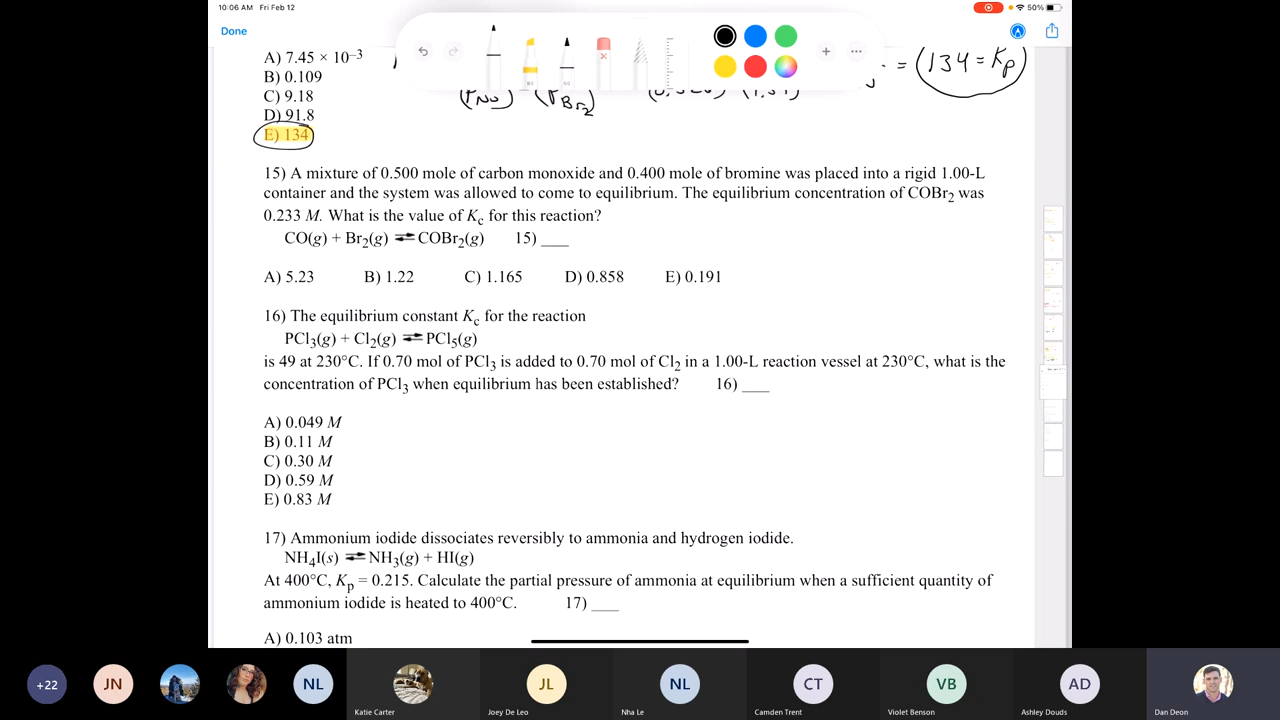 10:06 AM Fri Feb 12
50%
Done
A) 7.45 × 10⁻³
B) 0.109
C) 9.18
D) 91.8
E) 134
= (134 = Kp)
(PNO) (PBr₂)
15) A mixture of 0.500 mole of carbon monoxide and 0.400 mole of bromine was placed into a rigid 1.00-L
container and the system was allowed to come to equilibrium. The equilibrium concentration of COBr₂ was
0.233 M. What is the value of Kc for this reaction?
CO(g) + Br₂(g) ⇌ COBr₂(g) 15) ___
A) 5.23 B) 1.22 C) 1.165 D) 0.858 E) 0.191
16) The equilibrium constant Kc for the reaction
PCl₃(g) + Cl₂(g) ⇌ PCl₅(g)
is 49 at 230°C. If 0.70 mol of PCl₃ is added to 0.70 mol of Cl₂ in a 1.00-L reaction vessel at 230°C, what is the
concentration of PCl₃ when equilibrium has been established? 16) ___
A) 0.049 M
B) 0.11 M
C) 0.30 M
D) 0.59 M
E) 0.83 M
17) Ammonium iodide dissociates reversibly to ammonia and hydrogen iodide.
NH₄I(s) ⇌ NH₃(g) + HI(g)
At 400°C, Kp = 0.215. Calculate the partial pressure of ammonia at equilibrium when a sufficient quantity of
ammonium iodide is heated to 400°C. 17) ___
A) 0.103 atm
+22 JN NL JL NL CT VB AD
Katie Carter Joey De Leo Nha Le Camden Trent Violet Benson Ashley Douds Dan Deon